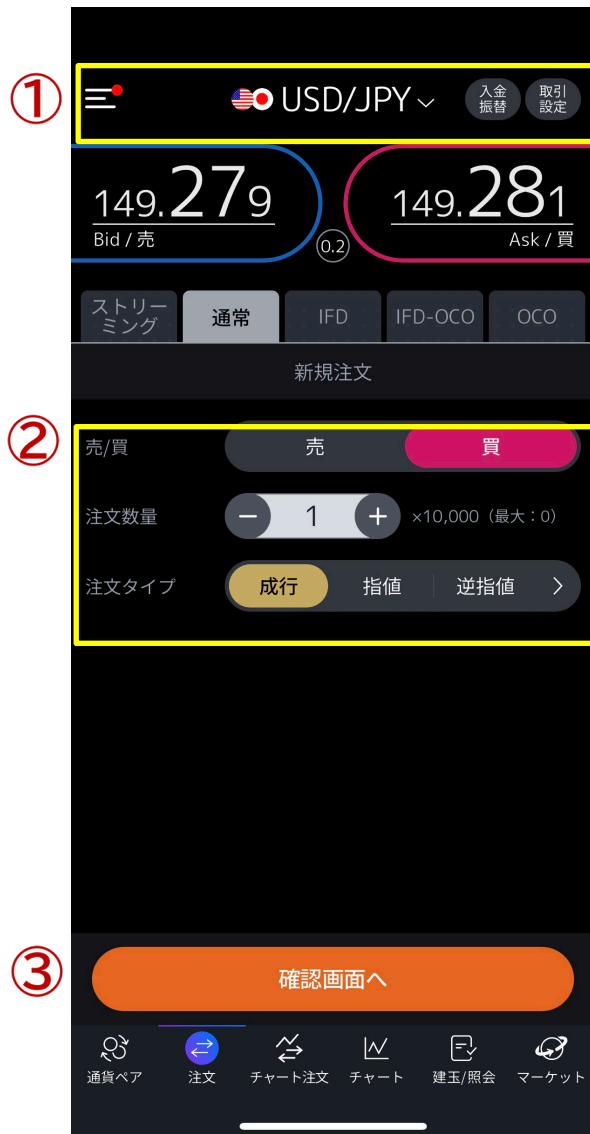 ①
USD/JPY
入金
振替
取引
設定
149.279
Bid / 売
0.2
149.281
Ask / 買
ストリー
ミング
通常
IFD
IFD-OCO
OCO
新規注文
②
売/買
売
買
注文数量
1
×10,000（最大：0）
注文タイプ
成行
指値
逆指値
③
確認画面へ
通貨ペア
注文
チャート注文
チャート
建玉/照会
マーケット